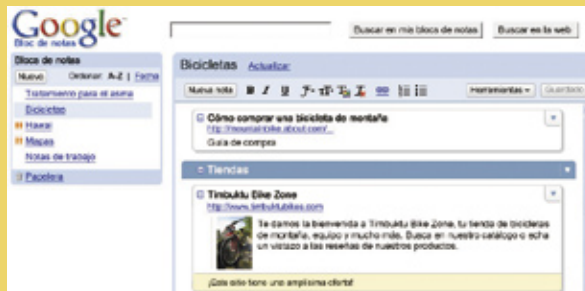 Google
Bloc de notas
Buscar en mis blocs de notas
Buscar en la web
Blocs de notas
Nuevo Ordenar: A-Z | Fecha
Tratamiento para el asma
Bicicletas
Hawai
Mapas
Notas de trabajo
Papelera
Bicicletas Actualizar
Nueva nota B I U
Herramientas
Guardado
Cómo comprar una bicicleta de montaña
http://mountainbike.about.com/...
Guía de compra
Tiendas
Timbuktu Bike Zone
http://www.timbuktubikes.com
Te damos la bienvenida a Timbuktu Bike Zone, tu tienda de bicicletas
de montaña, equipo y mucho más. Busca en nuestro catálogo o echa
un vistazo a las reseñas de nuestros productos.
¡Este sitio tiene una amplísima oferta!